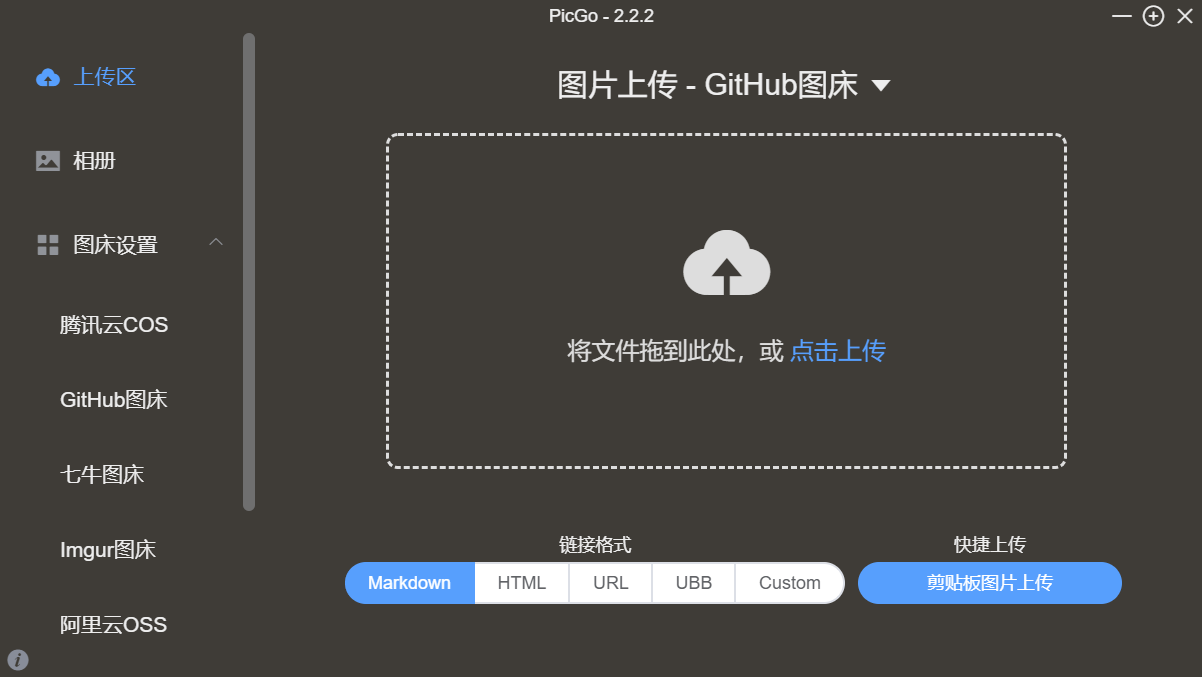 PicGo - 2.2.2
上传区
相册
图床设置
腾讯云COS
GitHub图床
七牛图床
Imgur图床
阿里云OSS
图片上传 - GitHub图床
将文件拖到此处，或 点击上传
链接格式
Markdown HTML URL UBB Custom
快捷上传
剪贴板图片上传